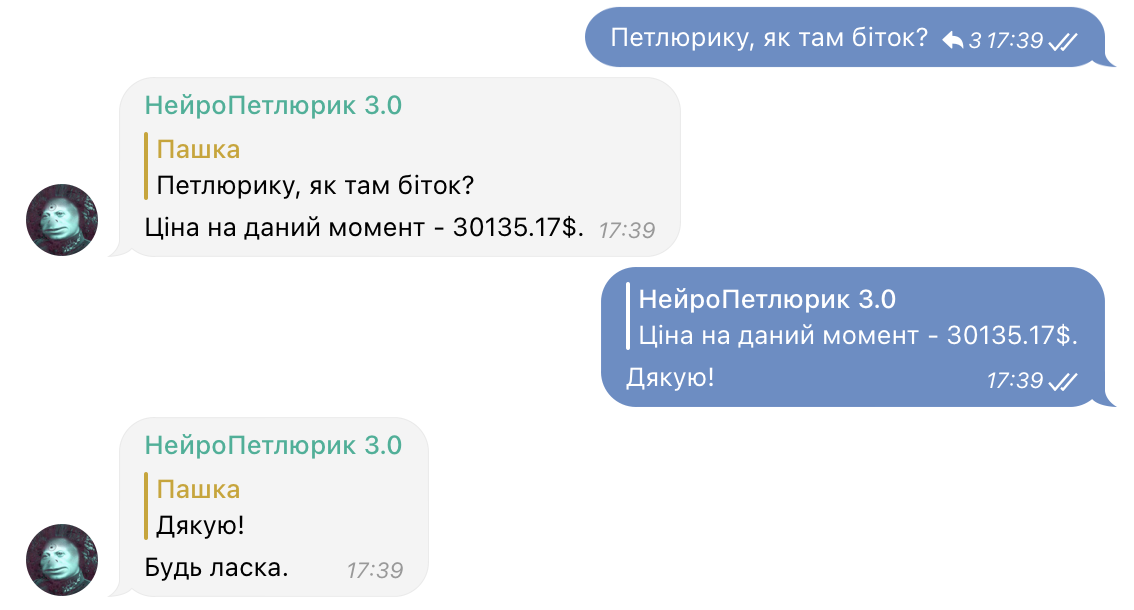 Петлюрику, як там біток? 3 17:39
НейроПетлюрик 3.0
Пашка
Петлюрику, як там біток?
Ціна на даний момент - 30135.17$. 17:39
НейроПетлюрик 3.0
Ціна на даний момент - 30135.17$.
Дякую! 17:39
НейроПетлюрик 3.0
Пашка
Дякую!
Будь ласка. 17:39